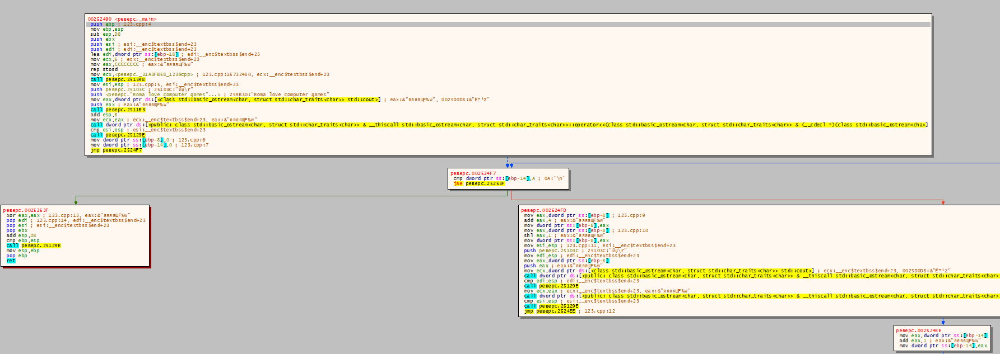 00252490 <реверс._main>
push ebp ; 123.cpp:4
mov ebp,esp
sub esp,D8
push ebx
push esi ; esi:__enc$textbss$end+23
push edi ; edi:__enc$textbss$end+23
lea edi,dword ptr ss:[ebp-18] ; edi:__enc$textbss$end+23
mov ecx,6 ; ecx:__enc$textbss$end+23
mov eax,CCCCCCCC ; eax:&"яяяяЩF‰w"
rep stosd
mov ecx,<реверс._31A3FB58_123@cpp> ; 123.cpp:15732480, ecx:__enc$textbss$end+23
call реверс.251398
mov esi,esp ; 123.cpp:5, esi:__enc$textbss$end+23
push реверс.25103C ; 25103C:"йџ\r"
push <реверс."Roma love computer games"...> ; 259B30:"Roma love computer games"
mov eax,dword ptr ds:[<class std::basic_ostream<char, struct std::char_traits<char>> std::cout>] ; eax:&"яяяяЩF‰w", 0025D0D8:&"Ё?‘z"
push eax ; eax:&"яяяяЩF‰w"
call реверс.2511B3
add esp,8
mov ecx,eax ; ecx:__enc$textbss$end+23, eax:&"яяяяЩF‰w"
call dword ptr ds:[<public: class std::basic_ostream<char, struct std::char_traits<char>> & __thiscall std::basic_ostream<char, struct std::char_traits<char>>::operator<<(class std::basic_ostream<char, struct std::char_traits<char>> & (__cdecl *)(class std::basic_ostream<cha>]
cmp esi,esp ; esi:__enc$textbss$end+23
call реверс.25129E
mov dword ptr ss:[ebp-8],0 ; 123.cpp:6
mov dword ptr ss:[ebp-14],0 ; 123.cpp:7
jmp реверс.2524F7
реверс.002524F7
cmp dword ptr ss:[ebp-14],A ; 0A:'\n'
jae реверс.25253F
реверс.0025253F
xor eax,eax ; 123.cpp:13, eax:&"яяяяЩF‰w"
pop edi ; 123.cpp:14, edi:__enc$textbss$end+23
pop esi ; esi:__enc$textbss$end+23
pop ebx
add esp,D8
cmp ebp,esp
call реверс.25129E
mov esp,ebp
pop ebp
ret
реверс.002524FD
mov eax,dword ptr ss:[ebp-8] ; 123.cpp:9
add eax,4 ; eax:&"яяяяЩF‰w"
mov dword ptr ss:[ebp-8],eax
mov eax,dword ptr ss:[ebp-8] ; 123.cpp:10
shl eax,1 ; eax:&"яяяяЩF‰w"
mov dword ptr ss:[ebp-8],eax
mov esi,esp ; 123.cpp:11, esi:__enc$textbss$end+23
push реверс.25103C ; 25103C:"йџ\r"
mov edi,esp ; edi:__enc$textbss$end+23
mov eax,dword ptr ss:[ebp-8]
push eax ; eax:&"яяяяЩF‰w"
mov ecx,dword ptr ds:[<class std::basic_ostream<char, struct std::char_traits<char>> std::cout>] ; ecx:__enc$textbss$end+23, 0025D0D8:&"Ё?‘z"
call dword ptr ds:[<public: class std::basic_ostream<char, struct std::char_traits<char>> & __thiscall std::basic_ostream<char, struct std::char_traits<char>
cmp edi,esp ; edi:__enc$textbss$end+23
call реверс.25129E
mov ecx,eax ; ecx:__enc$textbss$end+23, eax:&"яяяяЩF‰w"
call dword ptr ds:[<public: class std::basic_ostream<char, struct std::char_traits<char>> & __thiscall std::basic_ostream<char, struct std::char_traits<char>
cmp esi,esp ; esi:__enc$textbss$end+23
call реверс.25129E
jmp реверс.2524EE ; 123.cpp:12
реверс.002524EE
mov eax,dword ptr ss:[ebp-14]
add eax,1 ; eax:&"яяяяЩF‰w"
mov dword ptr ss:[ebp-14],eax